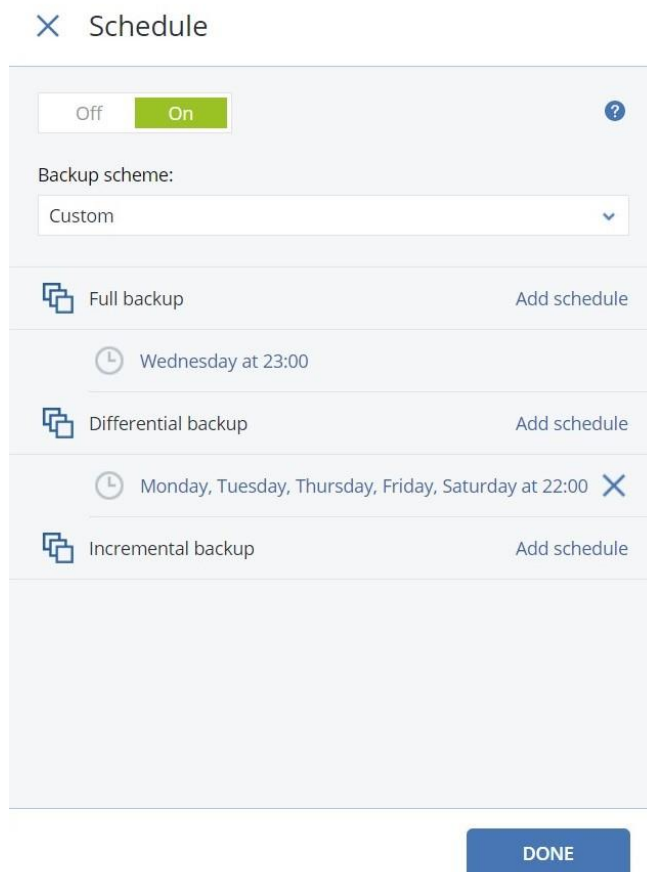 Schedule
Off On
?
Backup scheme:
Custom
Full backup Add schedule
Wednesday at 23:00
Differential backup Add schedule
Monday, Tuesday, Thursday, Friday, Saturday at 22:00
Incremental backup Add schedule
DONE